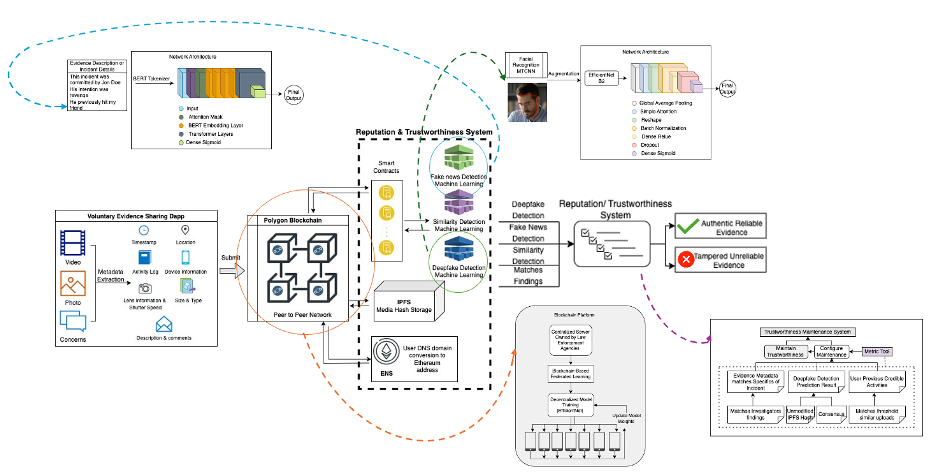 Evidence Description or
Incident Details
This incident was
committed by Jon Doe
His intention was
revenge
He previously hit my
friend
BERT Tokenizer
Network Architecture
Final
Output
Input
Attention Mask
BERT Embedding Layer
Transformer Layers
Dense Sigmoid
Facial
Recognition
MTCNN
Augmentation
Network Architecture
EfficientNet
B2
Final
Output
Global Average Pooling
Simple Attention
Reshape
Batch Normalization
Dense Relue
Dropout
Dense Sigmoid
Reputation & Trustworthiness System
Smart
Contracts
Fake news Detection
Machine Learning
Similarity Detection
Machine Learning
Deepfake Detection
Machine Learning
IPFS
Media Hash Storage
ENS
User DNS domain
conversion to
Ethereum
address
Voluntary Evidence Sharing Dapp
Video
Photo
Concerns
Metadata
Extraction
Timestamp
Location
Activity Log
Device Information
Lens Information &
Shutter Speed
Size & Type
Description & comments
Submit
Polygon Blockchain
Peer to Peer Network
Deepfake
Detection
Fake News
Detection
Similarity
Detection
Matches
Findings
Reputation/ Trustworthiness
System
Authentic Reliable
Evidence
Tampered Unreliable
Evidence
Blockchain Platform
Centralized Server
Owned by Law
Enforcement
Agencies
Blockchain Based
Federated Learning
Decentralized Model
Training
Update Model
Weights
Trustworthiness Maintenance System
Maintain
Trustworthiness
Configure
Maintenance
Metric Tool
Evidence Metadata
matches Specifics of
Incident
Deepfake Detection
Prediction Result
User Previous Credible
Activities
Matches Investigators
findings
Unmodified
IPFS Hash
Consensus
Matches threshold
similar uploads